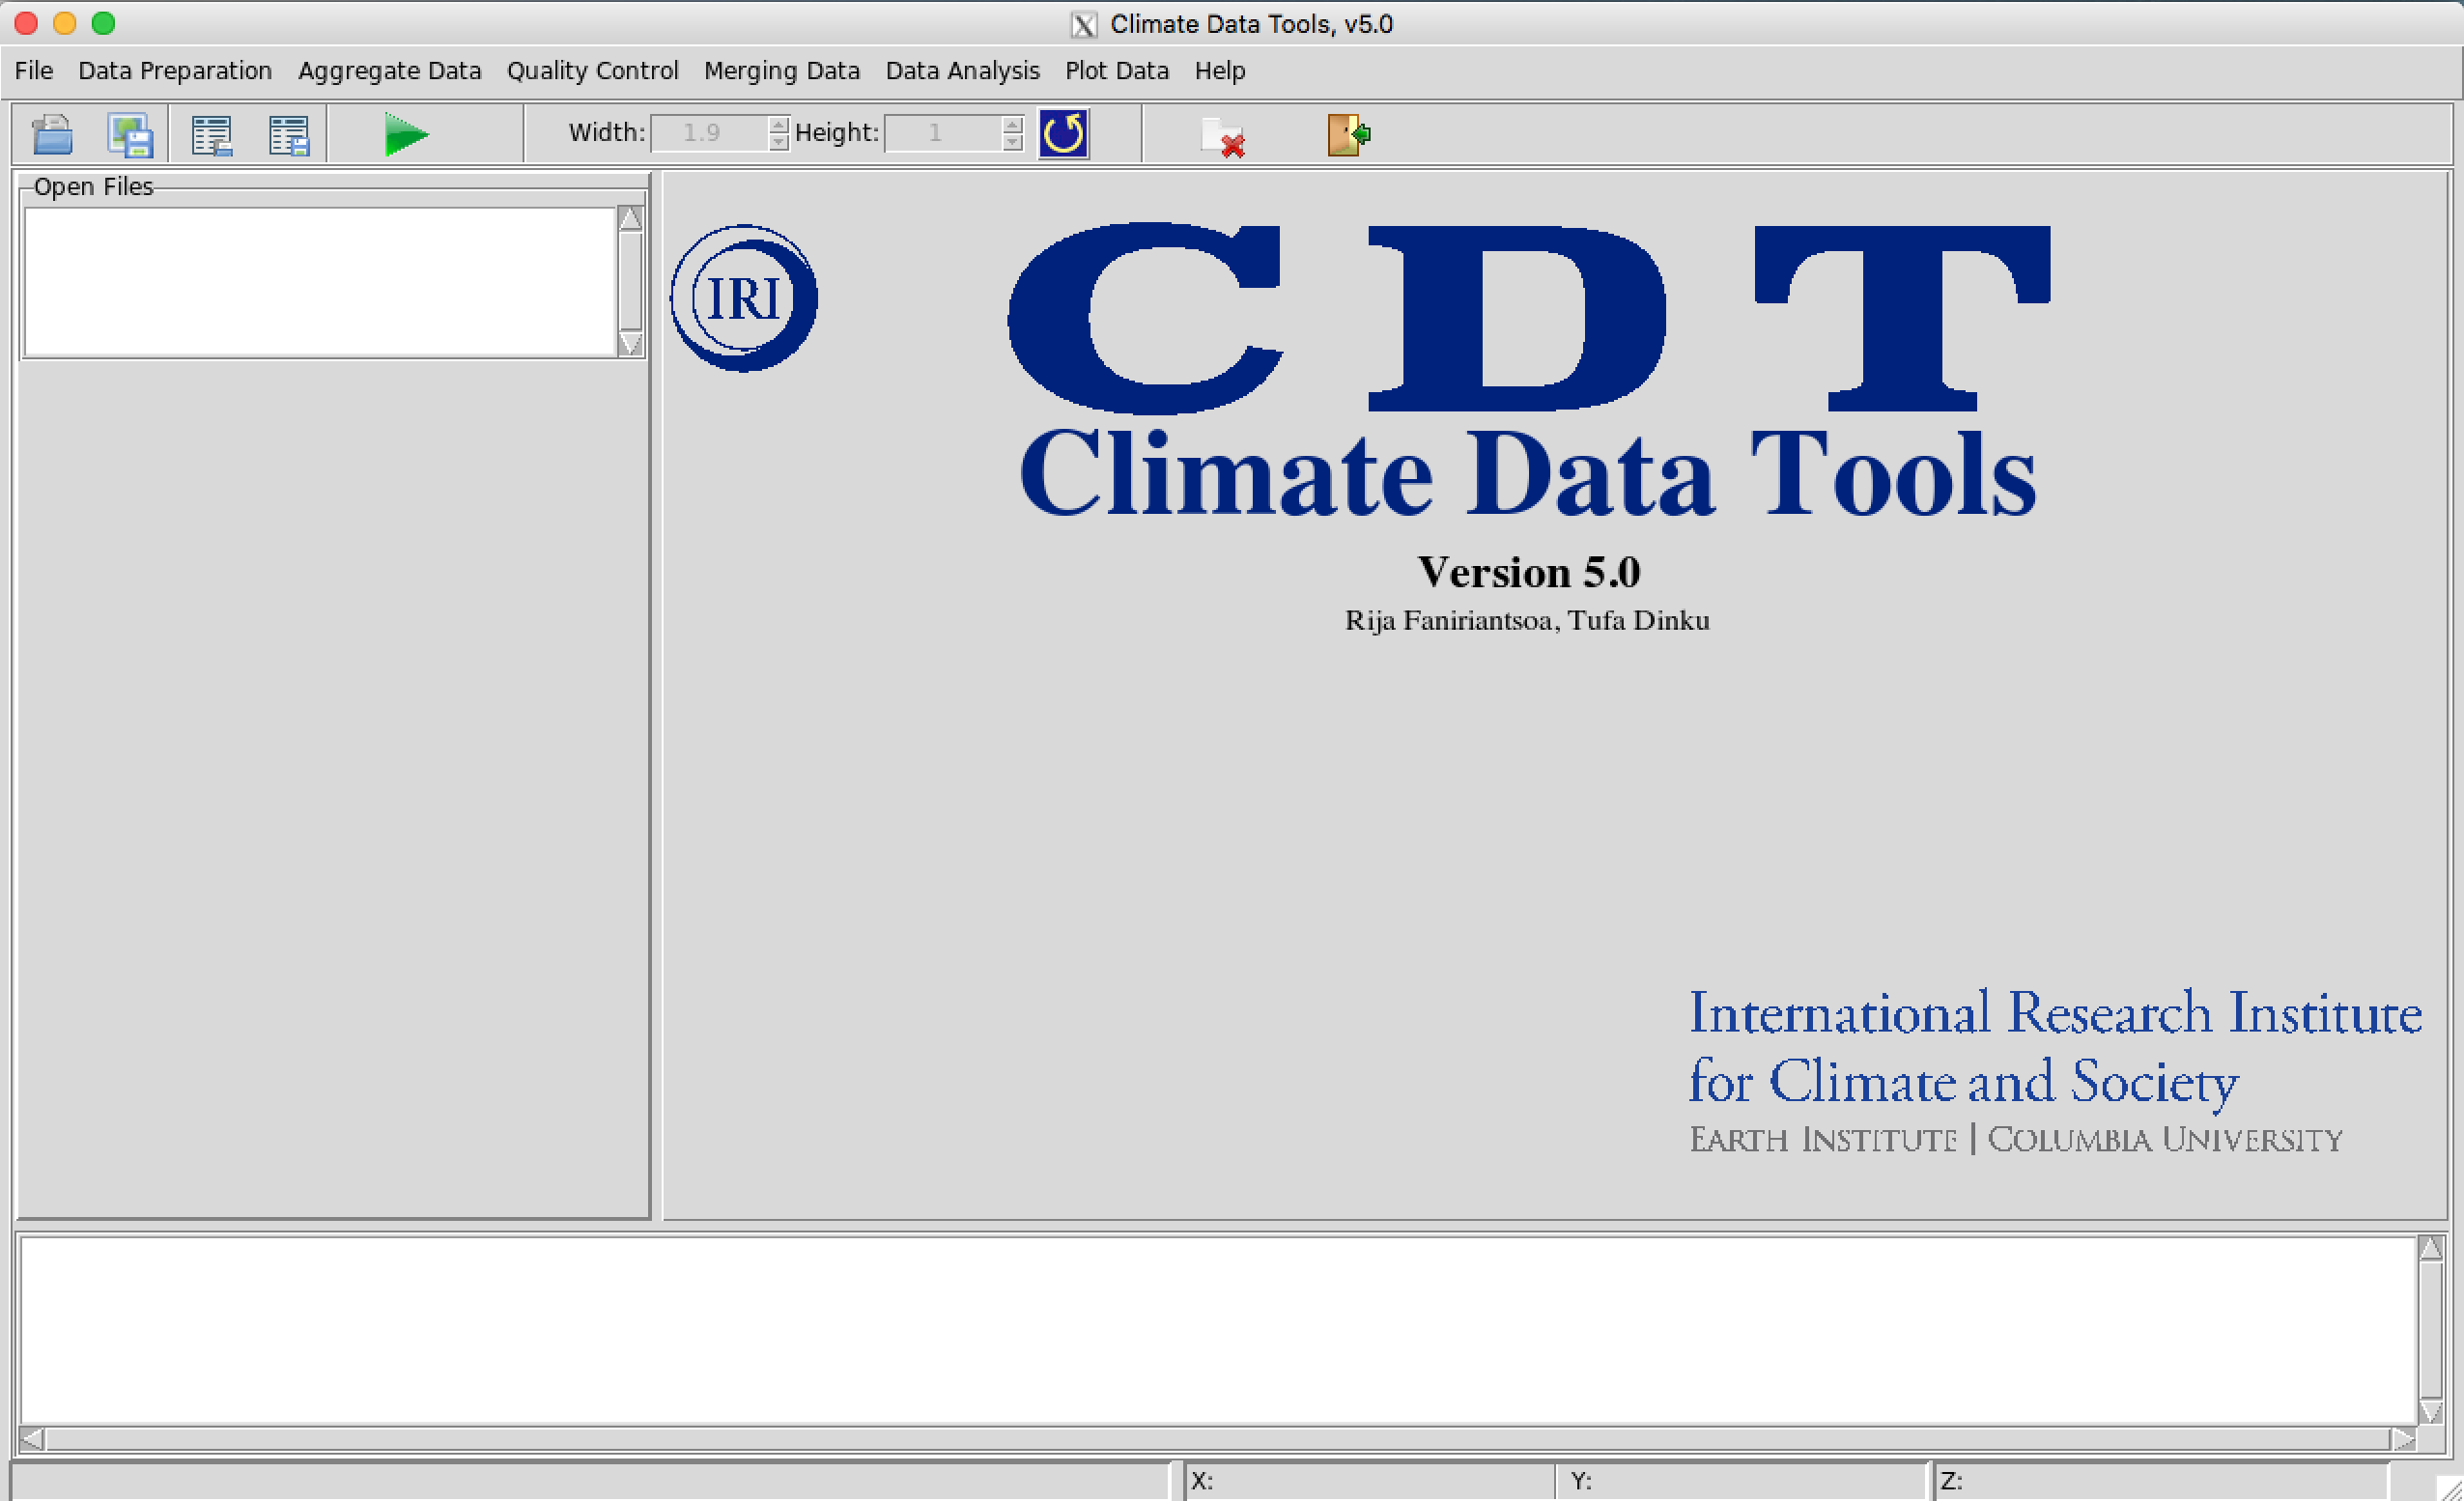 Climate Data Tools, v5.0
File Data Preparation Aggregate Data Quality Control Merging Data Data Analysis Plot Data Help
Width: 1.9 Height: 1
Open Files
IRI
CDT
Climate Data Tools
Version 5.0
Rija Faniriantsoa, Tufa Dinku
International Research Institute
for Climate and Society
EARTH INSTITUTE | COLUMBIA UNIVERSITY
X: Y: Z: